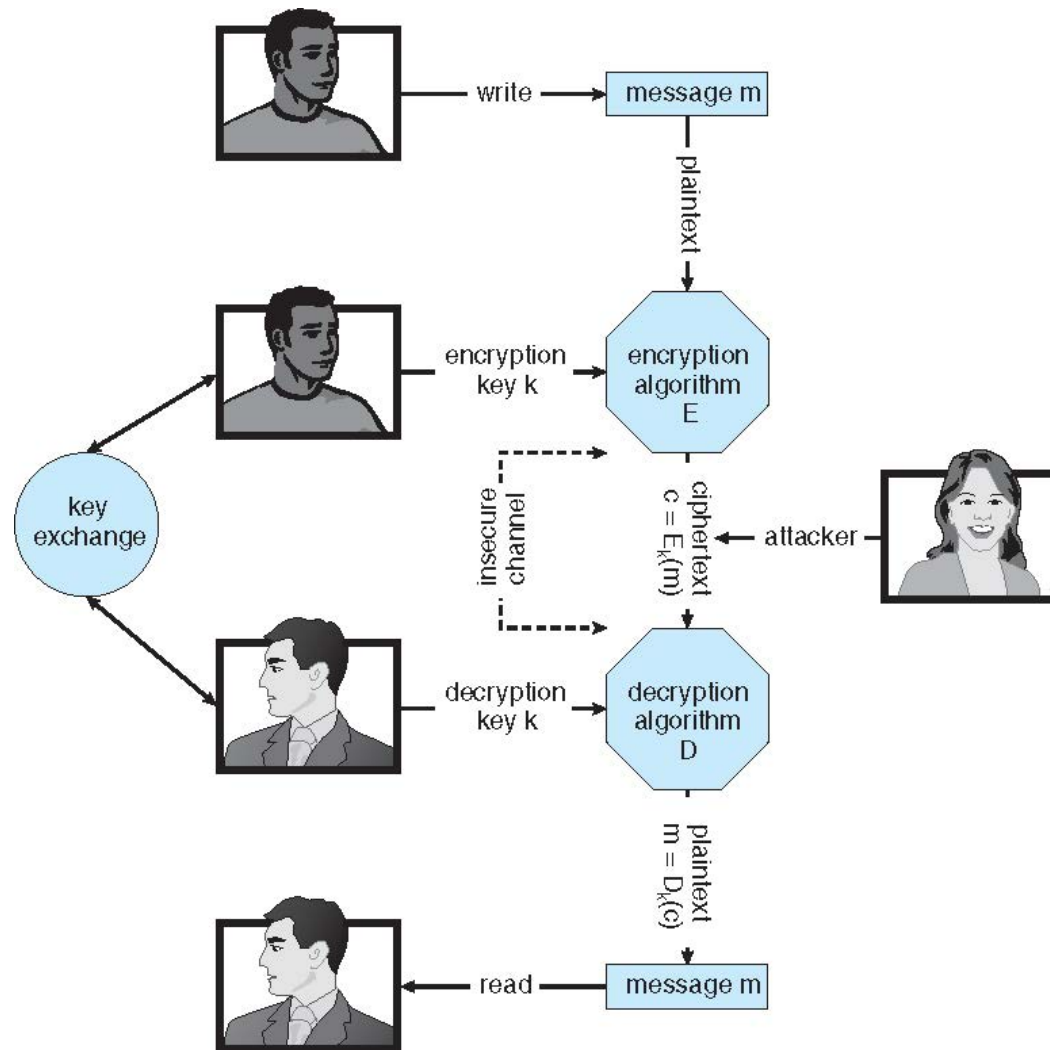 write
message m
plaintext
encryption
key k
encryption
algorithm
E
key
exchange
insecure
channel
ciphertext
c = Eₖ(m)
attacker
decryption
key k
decryption
algorithm
D
plaintext
m = Dₖ(c)
read
message m